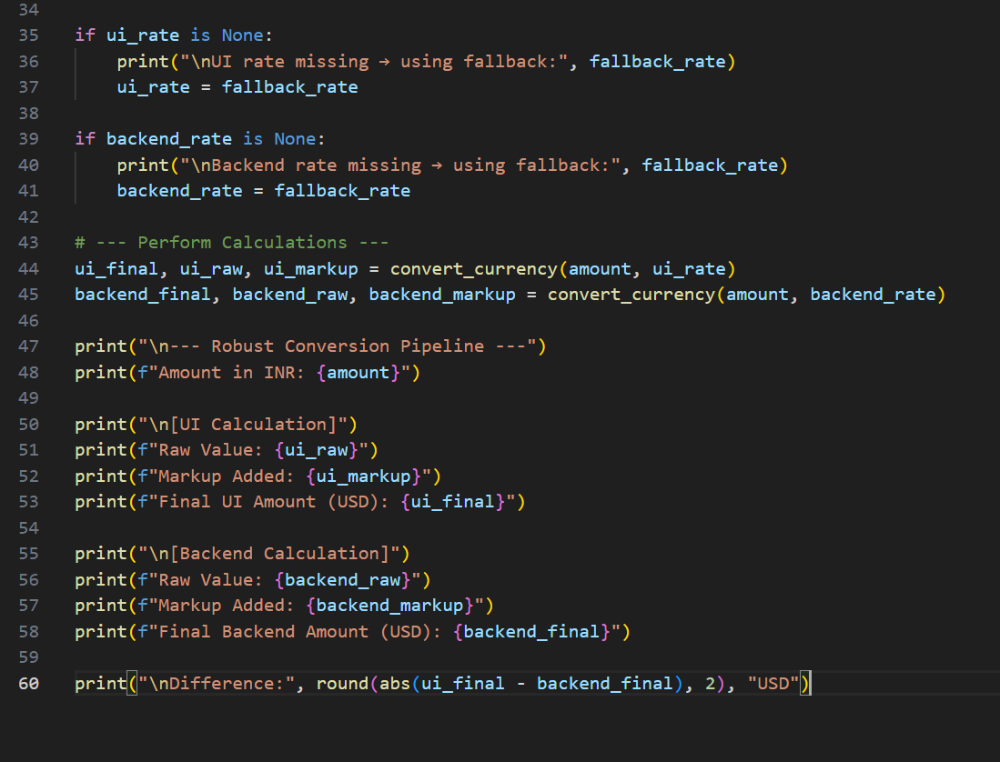 34
35 if ui_rate is None:
36     print("\nUI rate missing → using fallback:", fallback_rate)
37     ui_rate = fallback_rate
38
39 if backend_rate is None:
40     print("\nBackend rate missing → using fallback:", fallback_rate)
41     backend_rate = fallback_rate
42
43 # --- Perform Calculations ---
44 ui_final, ui_raw, ui_markup = convert_currency(amount, ui_rate)
45 backend_final, backend_raw, backend_markup = convert_currency(amount, backend_rate)
46
47 print("\n--- Robust Conversion Pipeline ---")
48 print(f"Amount in INR: {amount}")
49
50 print("\n[UI Calculation]")
51 print(f"Raw Value: {ui_raw}")
52 print(f"Markup Added: {ui_markup}")
53 print(f"Final UI Amount (USD): {ui_final}")
54
55 print("\n[Backend Calculation]")
56 print(f"Raw Value: {backend_raw}")
57 print(f"Markup Added: {backend_markup}")
58 print(f"Final Backend Amount (USD): {backend_final}")
59
60 print("\nDifference:", round(abs(ui_final - backend_final), 2), "USD")